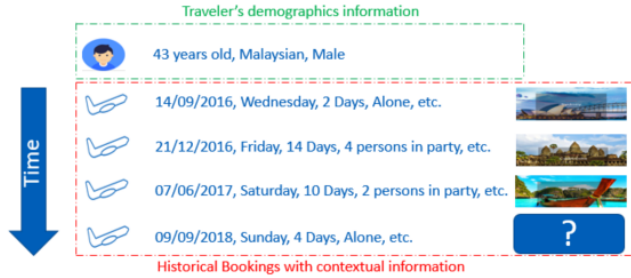 Traveler's demographics information
43 years old, Malaysian, Male
Time
14/09/2016, Wednesday, 2 Days, Alone, etc.
21/12/2016, Friday, 14 Days, 4 persons in party, etc.
07/06/2017, Saturday, 10 Days, 2 persons in party, etc.
09/09/2018, Sunday, 4 Days, Alone, etc.
?
Historical Bookings with contextual information